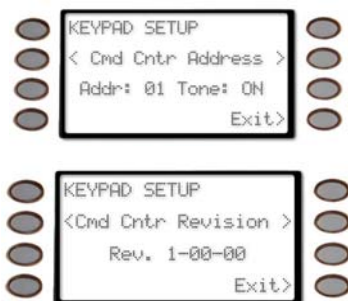 KEYPAD SETUP
< Cmd Cntr Address >
Addr: 01 Tone: ON
Exit>
KEYPAD SETUP
<Cmd Cntr Revision >
Rev. 1-00-00
Exit>